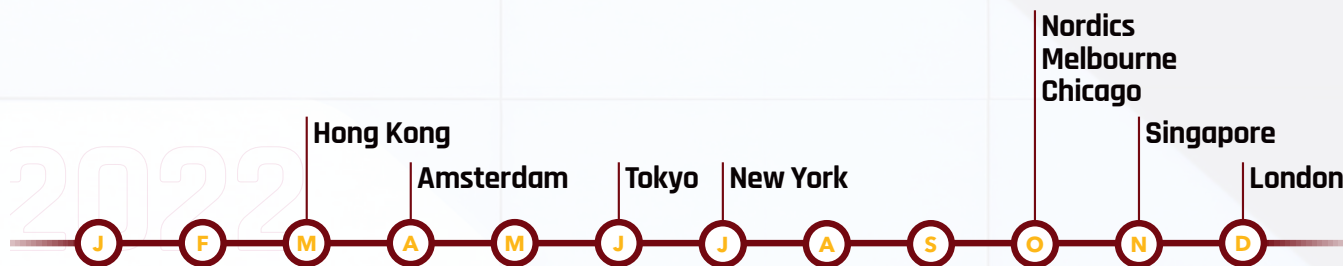 Nordics
Melbourne
Chicago
Hong Kong
Singapore
Amsterdam
Tokyo
New York
London
2022
J F M A M J J A S O N D